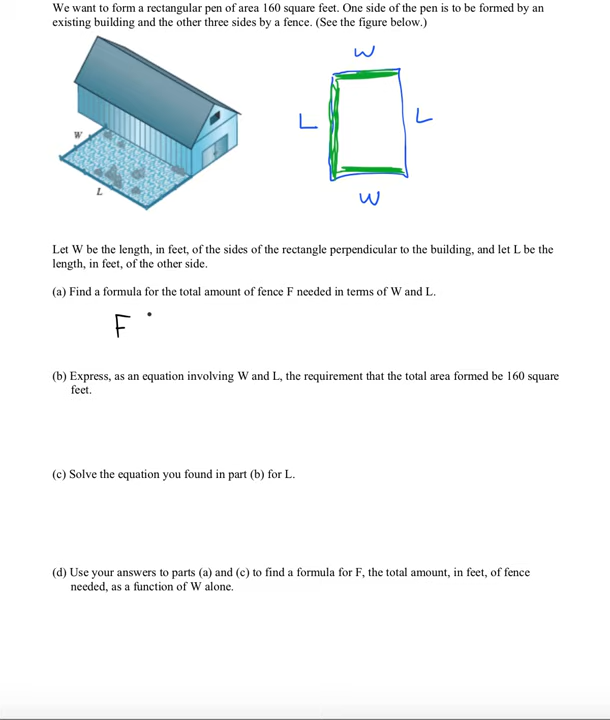 We want to form a rectangular pen of area 160 square feet. One side of the pen is to be formed by an
existing building and the other three sides by a fence. (See the figure below.)
W
W
L
L
L
W
Let W be the length, in feet, of the sides of the rectangle perpendicular to the building, and let L be the
length, in feet, of the other side.
(a) Find a formula for the total amount of fence F needed in terms of W and L.
F
(b) Express, as an equation involving W and L, the requirement that the total area formed be 160 square
feet.
(c) Solve the equation you found in part (b) for L.
(d) Use your answers to parts (a) and (c) to find a formula for F, the total amount, in feet, of fence
needed, as a function of W alone.